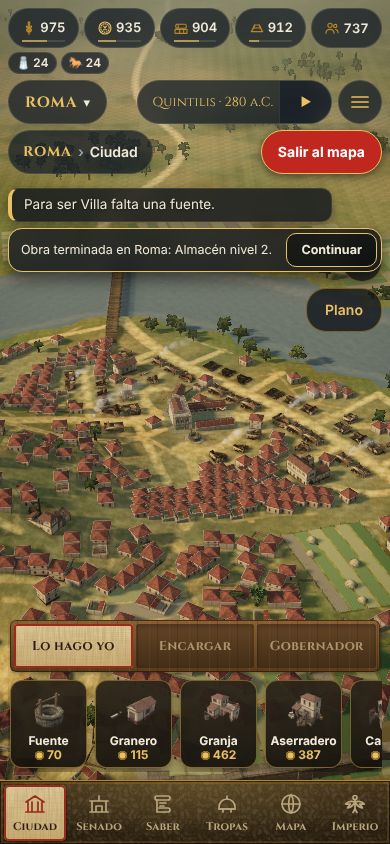 975 935 904 912 737
24 24
ROMA ▾ QUINTILIS · 280 A.C.
ROMA › Ciudad Salir al mapa
Para ser Villa falta una fuente.
Obra terminada en Roma: Almacén nivel 2. Continuar
Plano
LO HAGO YO ENCARGAR GOBERNADOR
Fuente Granero Granja Aserradero Ca
70 115 462 387
CIUDAD SENADO SABER TROPAS MAPA IMPERIO